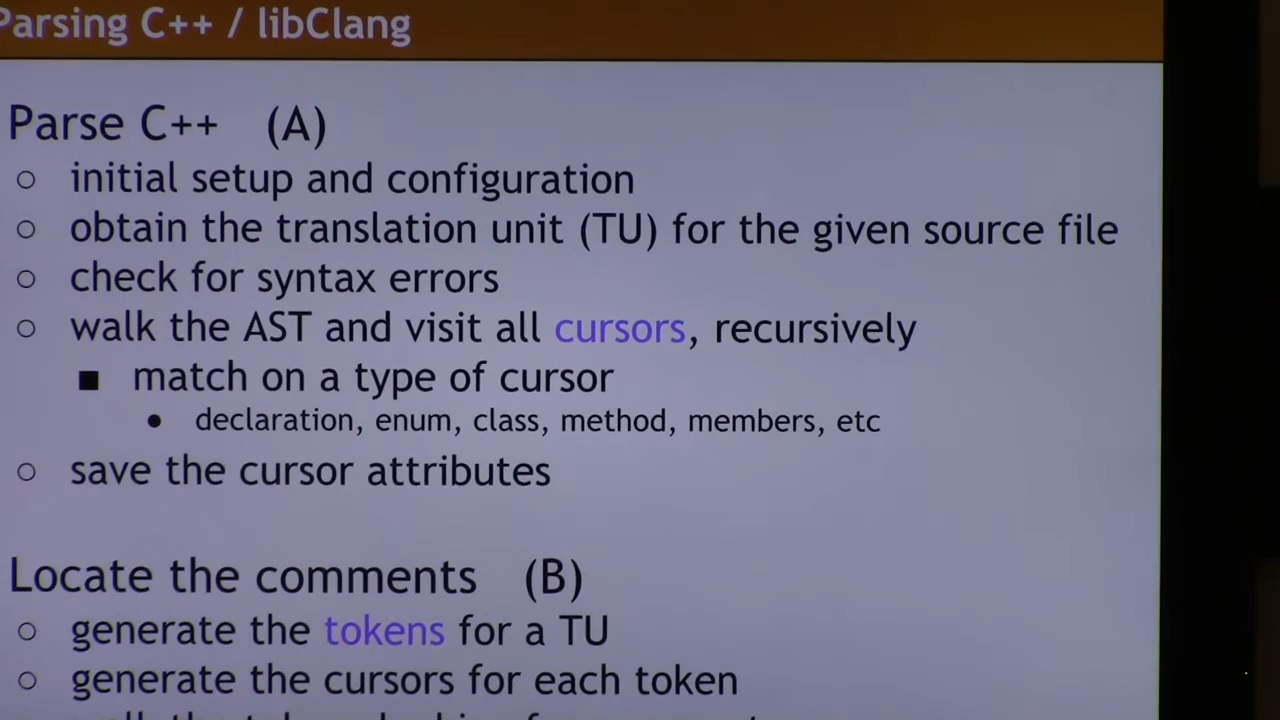 Parsing C++ / libClang
Parse C++ (A)
○ initial setup and configuration
○ obtain the translation unit (TU) for the given source file
○ check for syntax errors
○ walk the AST and visit all cursors, recursively
■ match on a type of cursor
● declaration, enum, class, method, members, etc
○ save the cursor attributes
Locate the comments (B)
○ generate the tokens for a TU
○ generate the cursors for each token